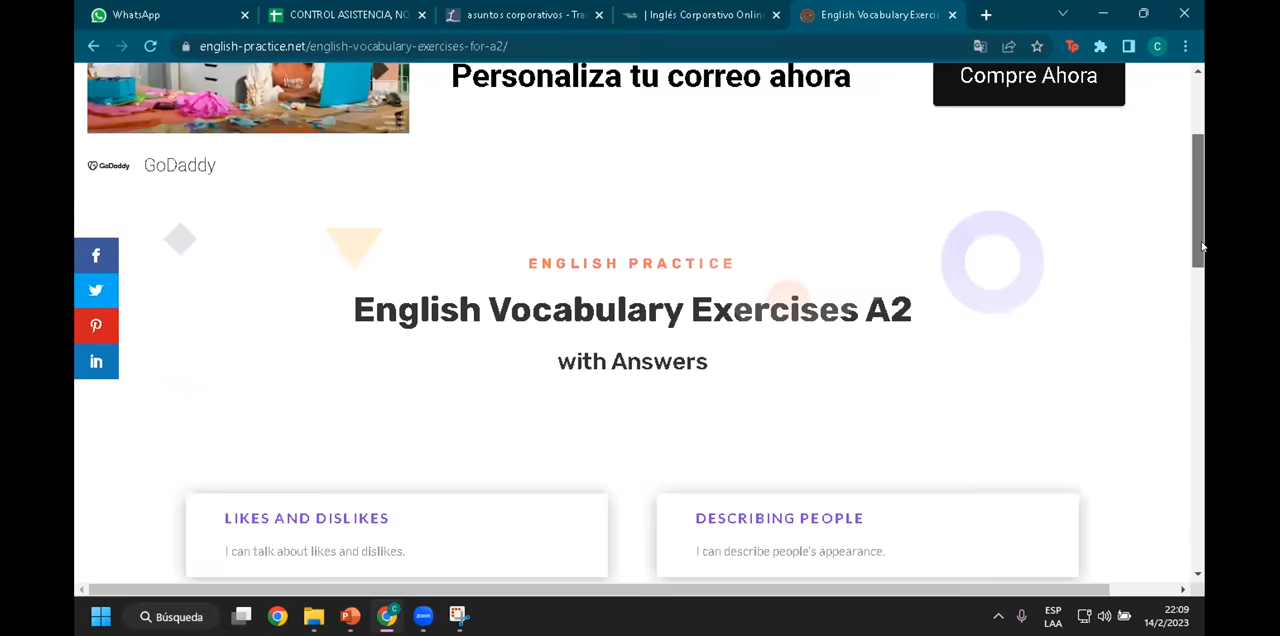 WhatsApp
CONTROL ASISTENCIA, NO
asuntos corporativos - Tra
| Inglés Corporativo Onlin
English Vocabulary Exerci
english-practice.net/english-vocabulary-exercises-for-a2/
Personaliza tu correo ahora
Compre Ahora
GoDaddy
GoDaddy
ENGLISH PRACTICE
English Vocabulary Exercises A2
with Answers
LIKES AND DISLIKES
I can talk about likes and dislikes.
DESCRIBING PEOPLE
I can describe people's appearance.
Búsqueda
ESP
LAA
22:09
14/2/2023